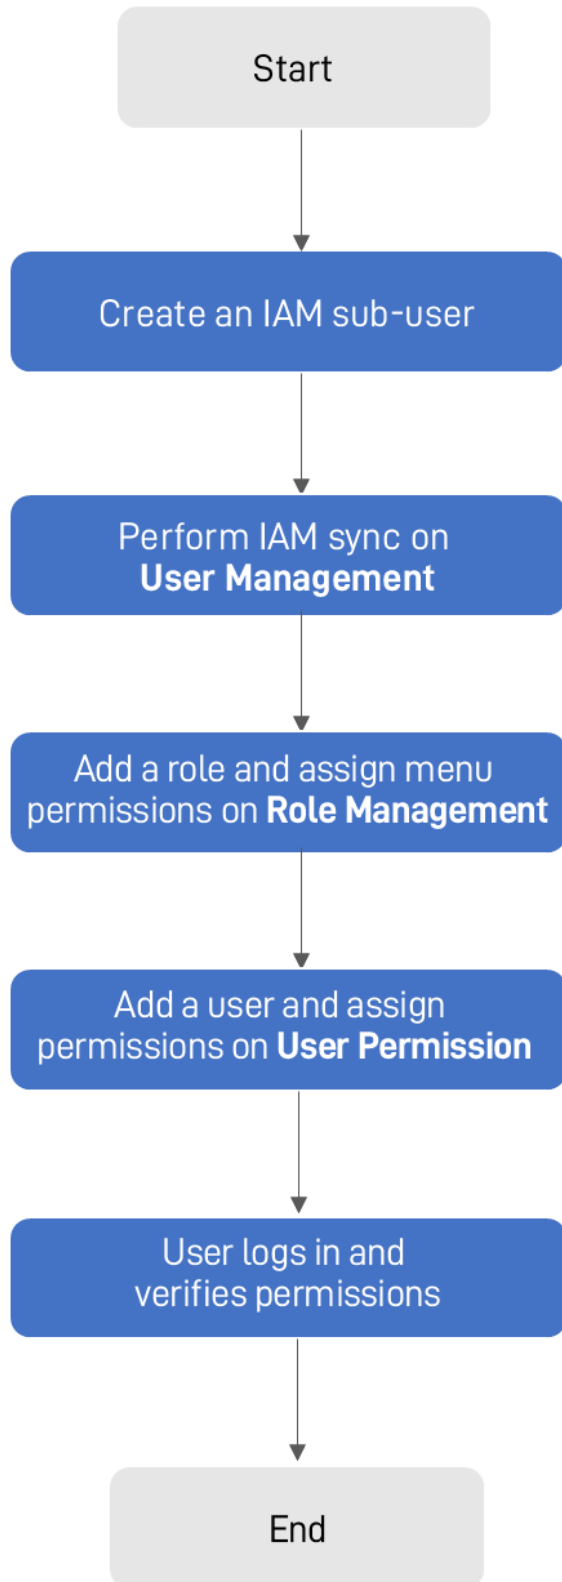 Start
Create an IAM sub-user
Perform IAM sync on
User Management
Add a role and assign menu
permissions on Role Management
Add a user and assign
permissions on User Permission
User logs in and
verifies permissions
End